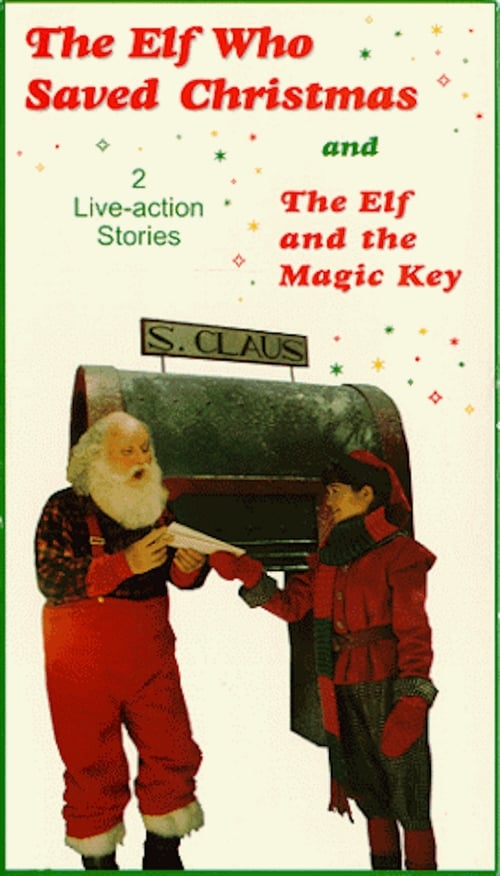 The Elf Who
Saved Christmas
and
2
Live-action
Stories
The Elf
and the
Magic Key
S. CLAUS